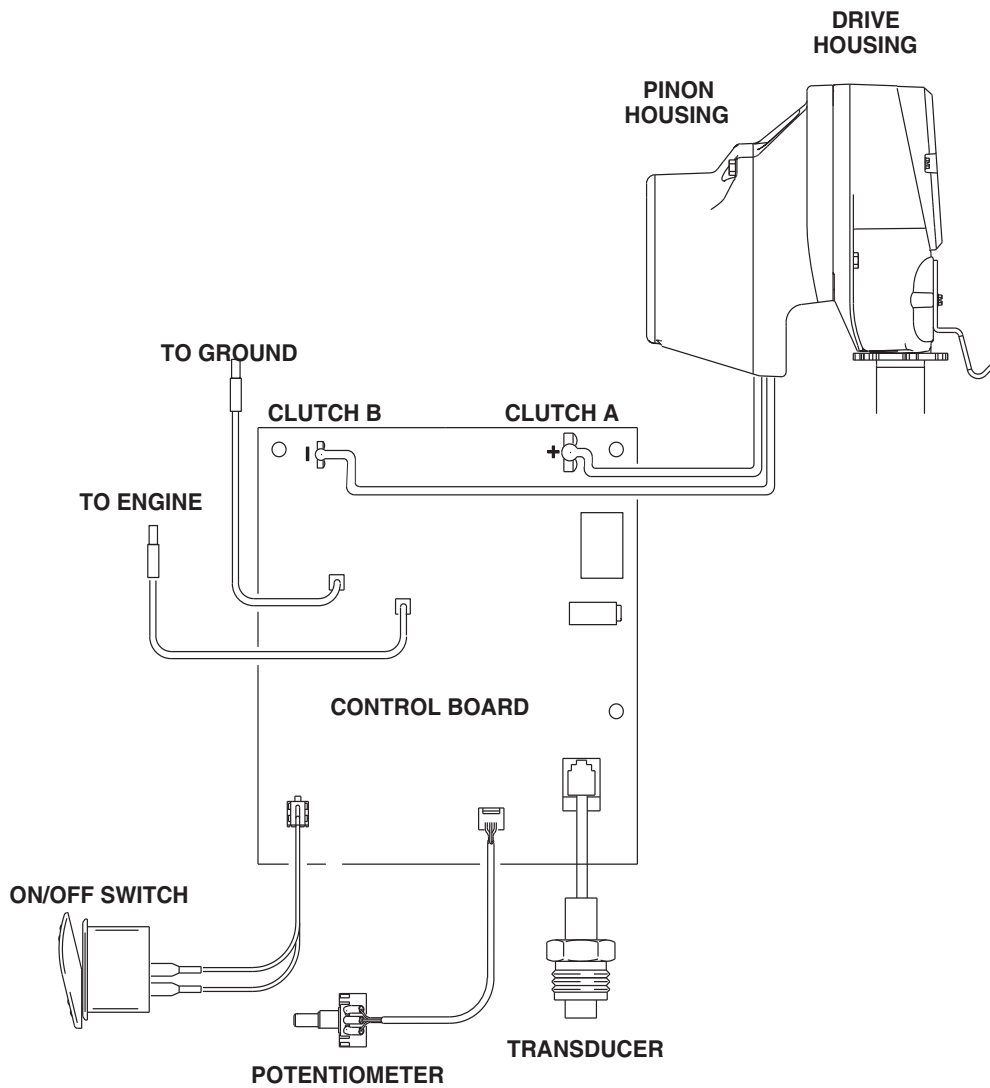 DRIVE
HOUSING
PINON
HOUSING
TO GROUND
CLUTCH B
CLUTCH A
–
+
TO ENGINE
CONTROL BOARD
ON/OFF SWITCH
TRANSDUCER
POTENTIOMETER